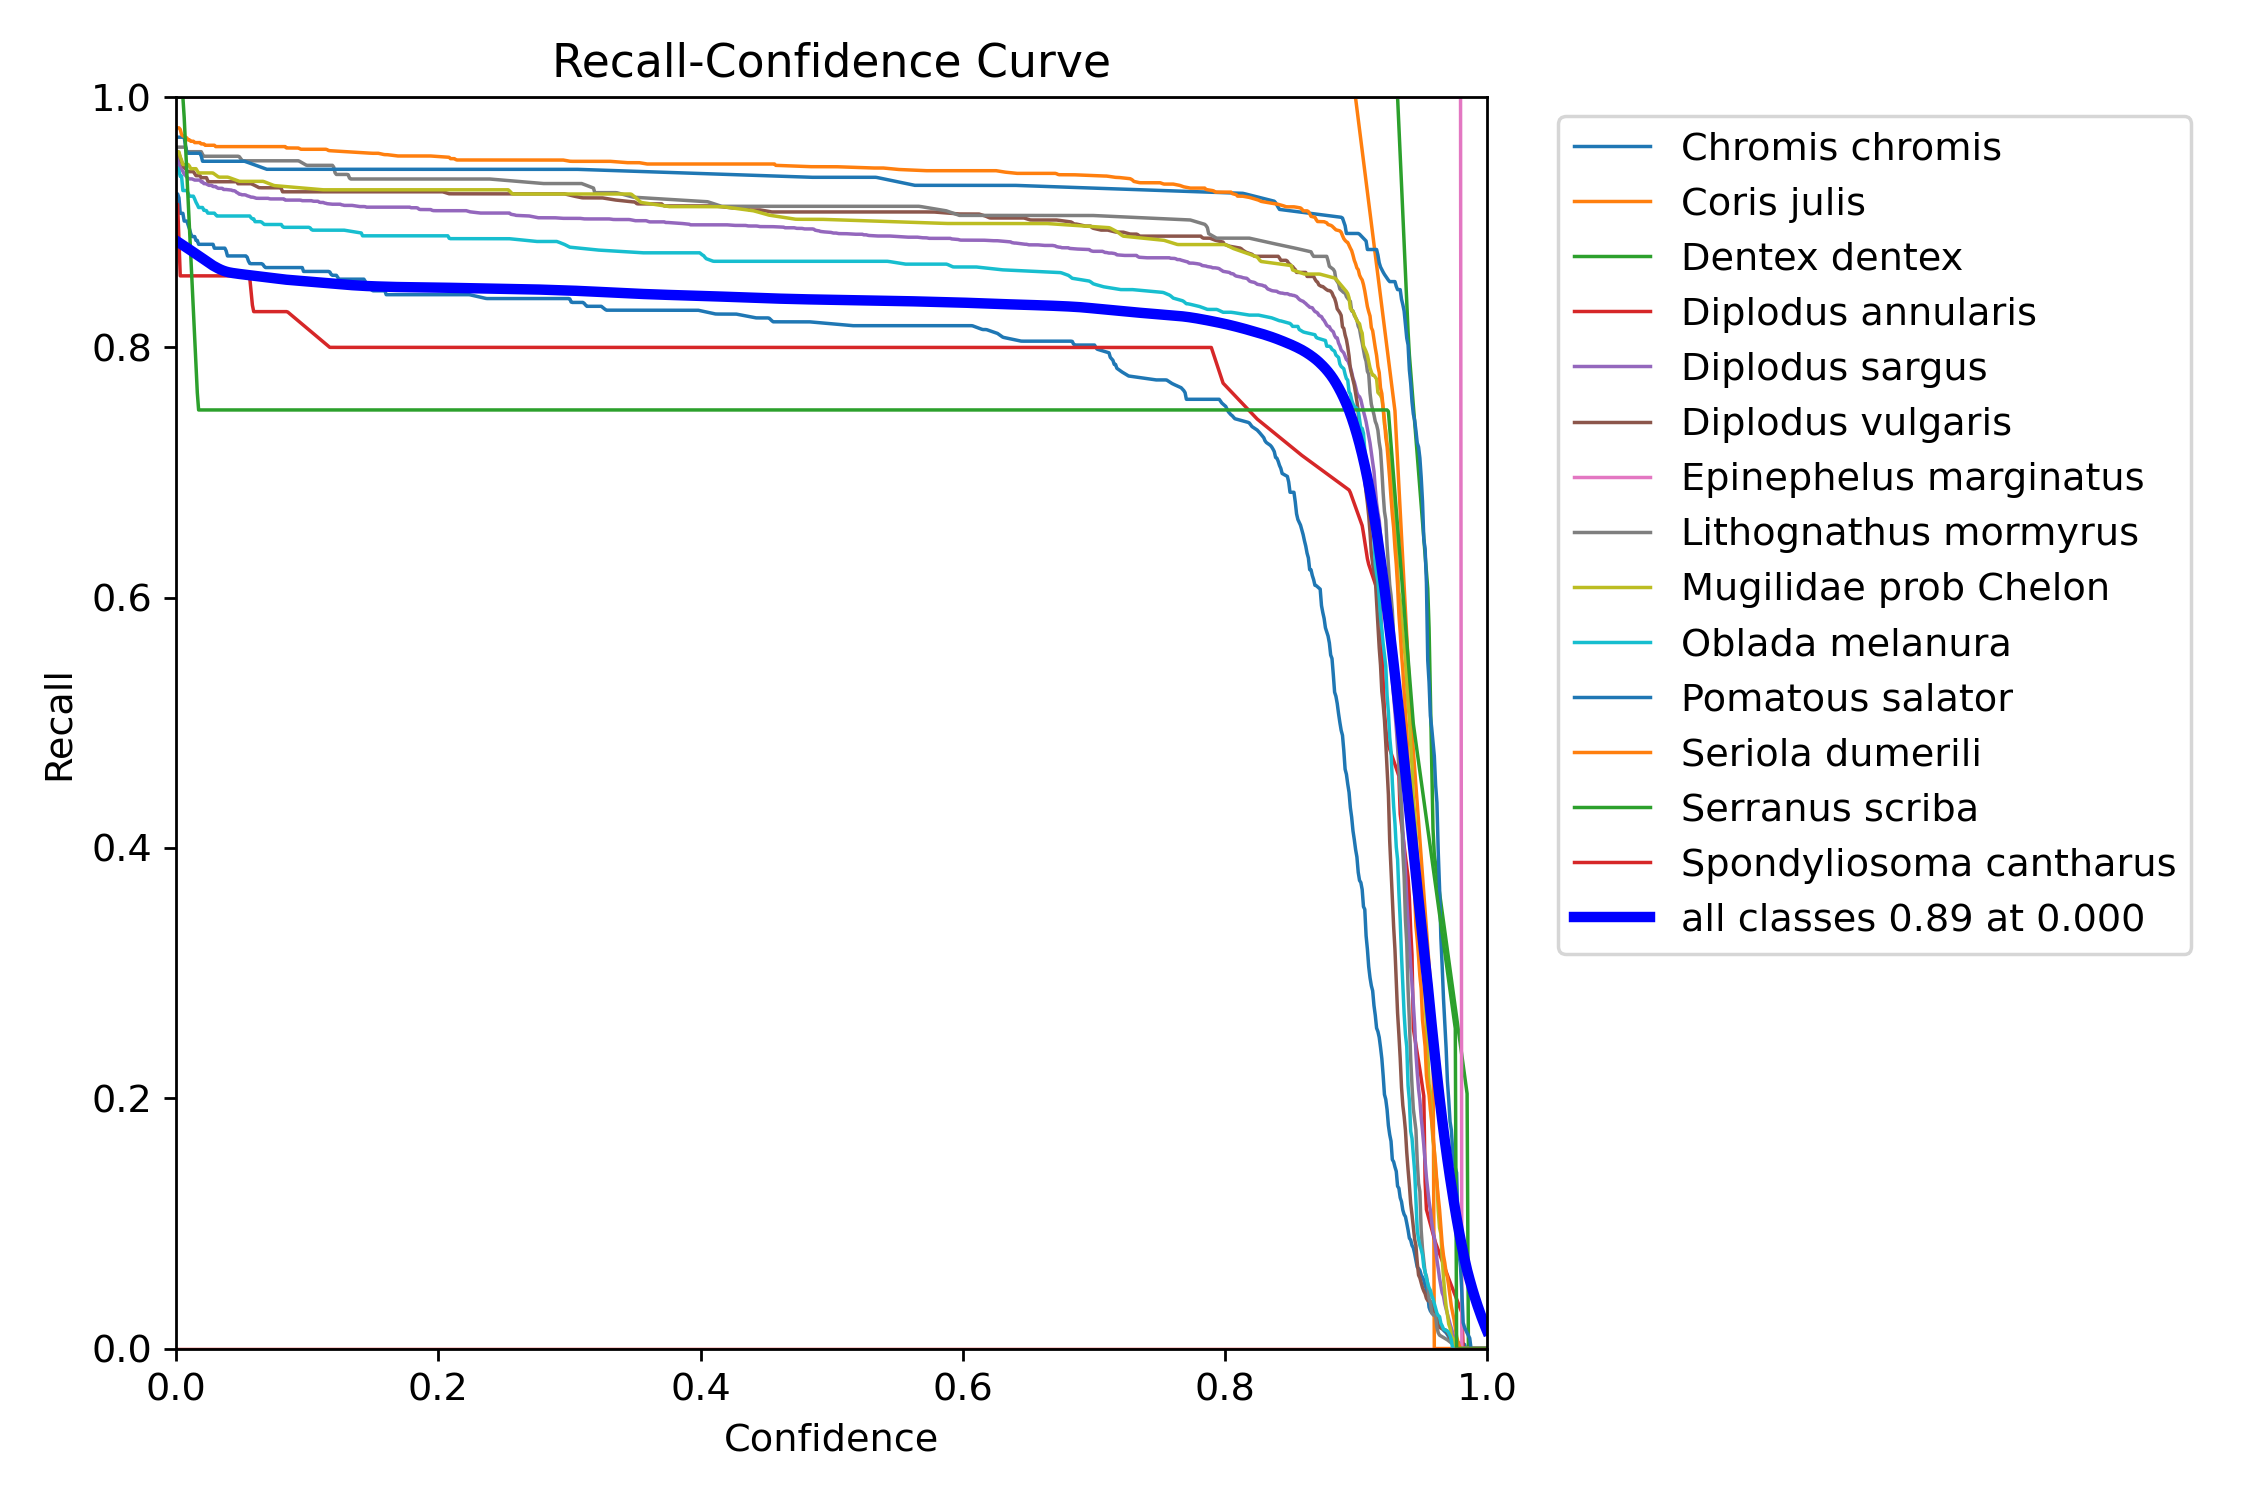 Recall-Confidence Curve
1.0
0.8
0.6
0.4
0.2
0.0
Recall
0.0 0.2 0.4 0.6 0.8 1.0
Confidence
Chromis chromis
Coris julis
Dentex dentex
Diplodus annularis
Diplodus sargus
Diplodus vulgaris
Epinephelus marginatus
Lithognathus mormyrus
Mugilidae prob Chelon
Oblada melanura
Pomatous salator
Seriola dumerili
Serranus scriba
Spondyliosoma cantharus
all classes 0.89 at 0.000